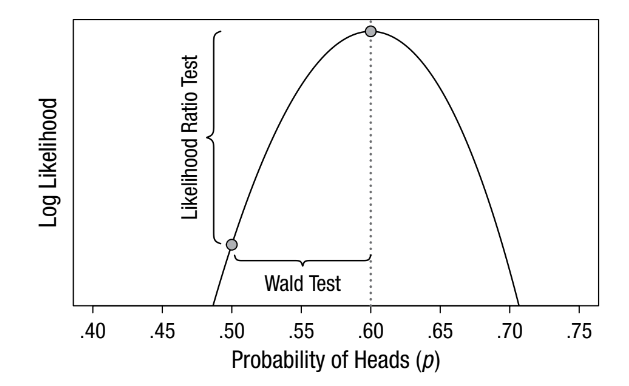 Log Likelihood
Likelihood Ratio Test
Wald Test
.40 .45 .50 .55 .60 .65 .70 .75
Probability of Heads (p)